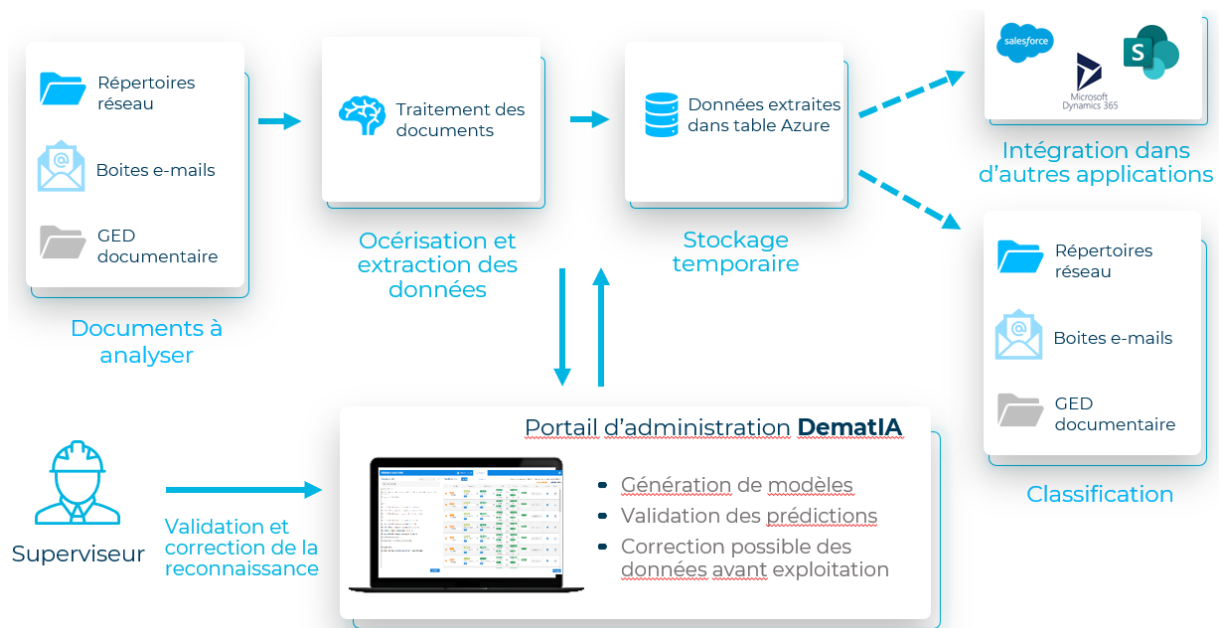 Répertoires
réseau
Boites e-mails
GED
documentaire
Documents à
analyser
Traitement des
documents
Océrisation et
extraction des
données
Données extraites
dans table Azure
Stockage
temporaire
salesforce
S
Microsoft
Dynamics 365
Intégration dans
d'autres applications
Répertoires
réseau
Boites e-mails
GED
documentaire
Classification
Superviseur
Validation et
correction de la
reconnaissance
Portail d'administration DematIA
Génération de modèles
Validation des prédictions
Correction possible des
données avant exploitation